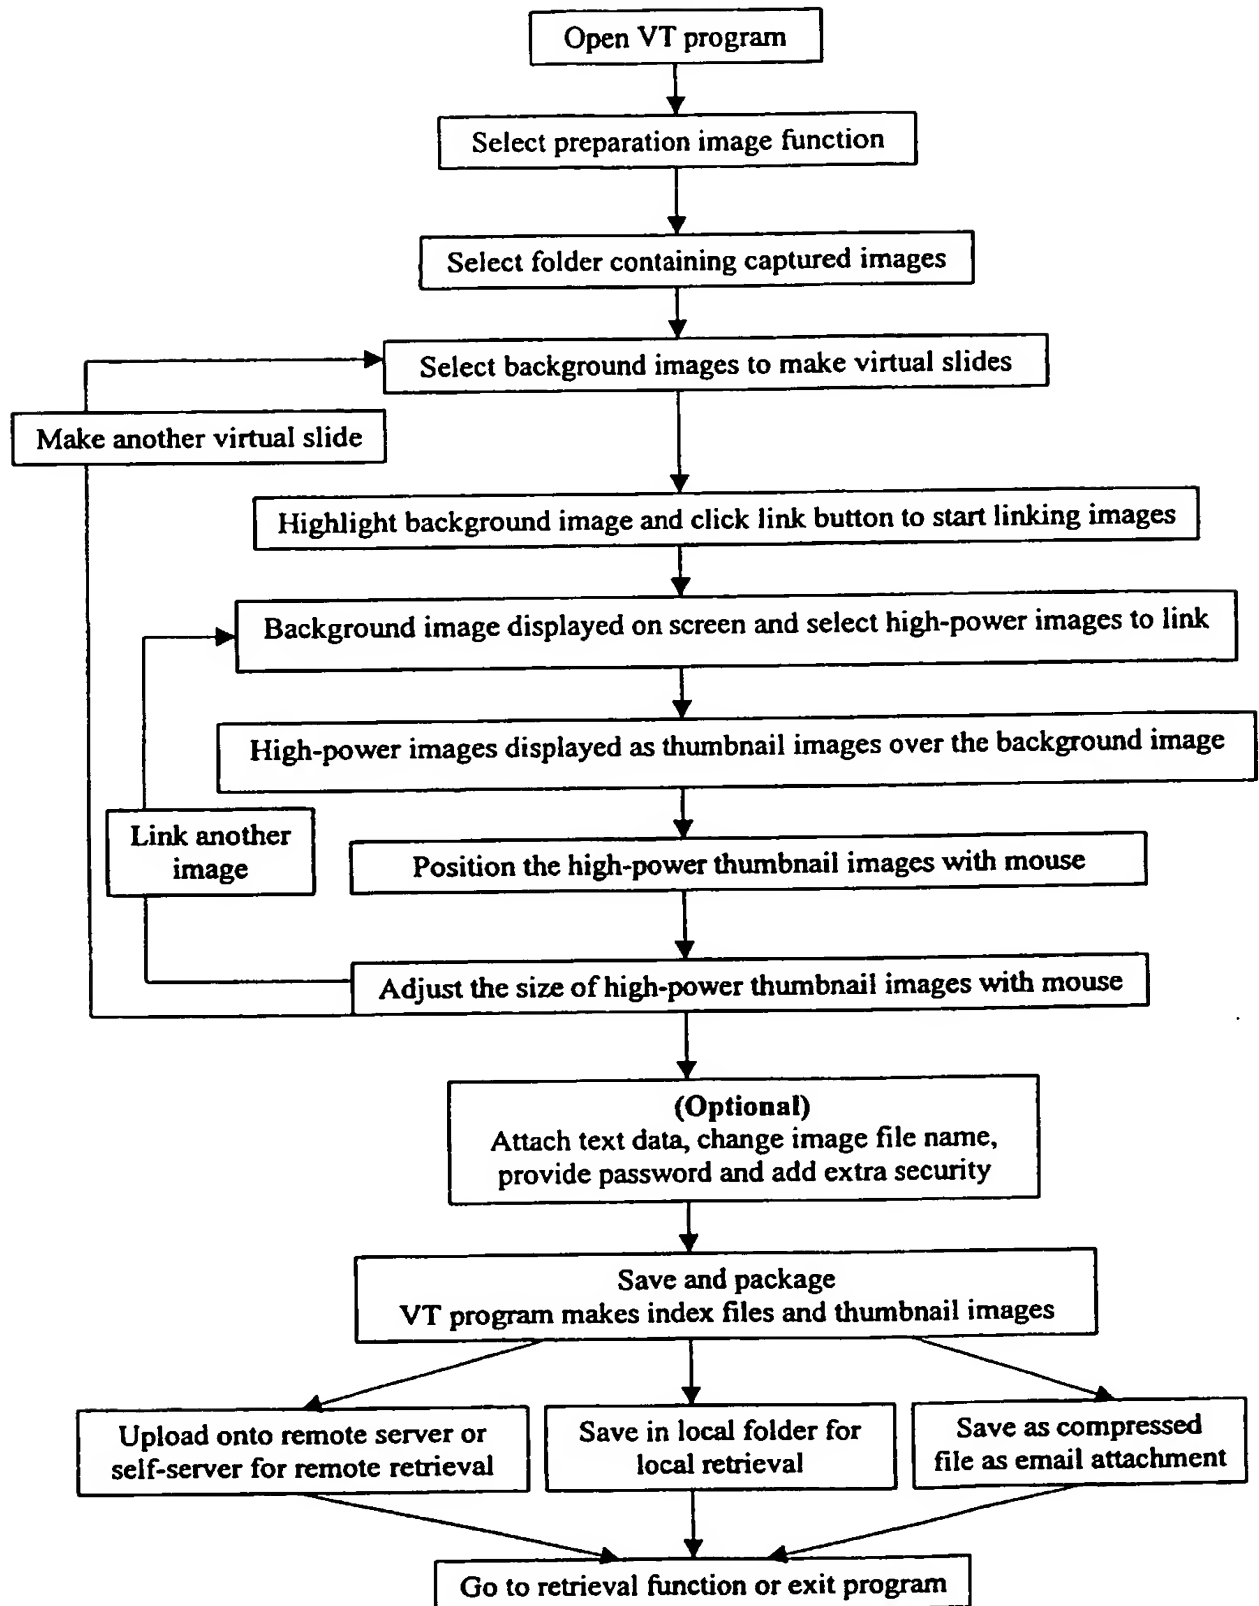 Open VT program
Select preparation image function
Select folder containing captured images
Select background images to make virtual slides
Make another virtual slide
Highlight background image and click link button to start linking images
Background image displayed on screen and select high-power images to link
High-power images displayed as thumbnail images over the background image
Link another
image
Position the high-power thumbnail images with mouse
Adjust the size of high-power thumbnail images with mouse
(Optional)
Attach text data, change image file name,
provide password and add extra security
Save and package
VT program makes index files and thumbnail images
Upload onto remote server or
self-server for remote retrieval
Save in local folder for
local retrieval
Save as compressed
file as email attachment
Go to retrieval function or exit program